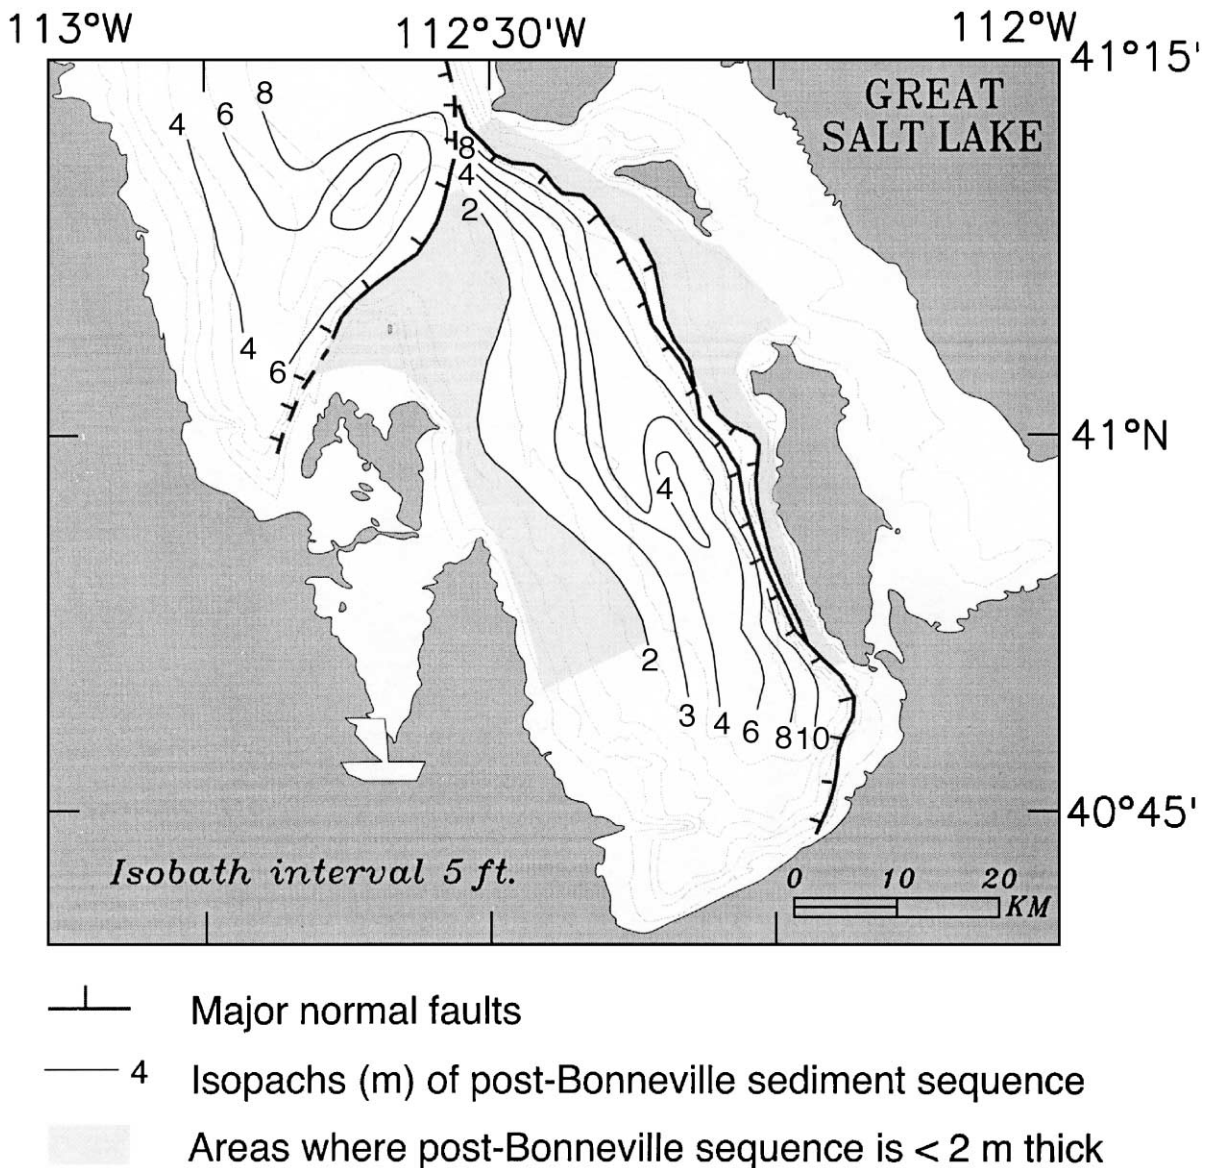 113°W 112°30'W 112°W
41°15'
GREAT
SALT LAKE
8
6
4
8
4
2
4
6
41°N
4
2
3 4 6 8 10
40°45'
Isobath interval 5 ft.
0 10 20
KM
Major normal faults
4 Isopachs (m) of post-Bonneville sediment sequence
Areas where post-Bonneville sequence is < 2 m thick